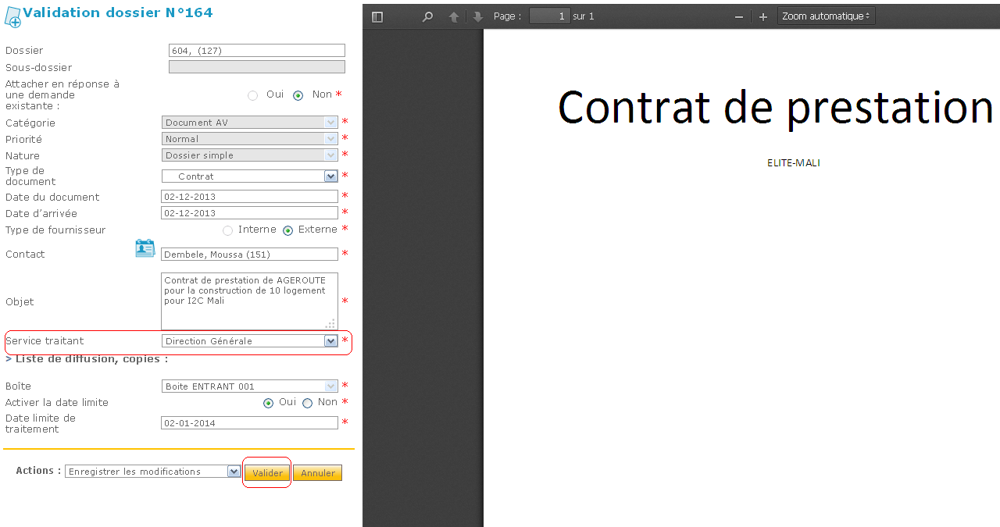 Validation dossier N°164
Dossier
604, (127)
Sous-dossier
Attacher en réponse à
une demande
existante :
Oui Non *
Catégorie
Document AV *
Priorité
Normal *
Nature
Dossier simple *
Type de
document
Contrat *
Date du document
02-12-2013 *
Date d'arrivée
02-12-2013 *
Type de fournisseur
Interne Externe *
Contact
Dembele, Moussa (151) *
Objet
Contrat de prestation de AGEROUTE
pour la construction de 10 logement
pour I2C Mali
*
Service traitant
Direction Générale *
> Liste de diffusion, copies :
Boîte
Boite ENTRANT 001 *
Activer la date limite
Oui Non *
Date limite de
traitement
02-01-2014 *
Actions : Enregistrer les modifications Valider Annuler
Page : 1 sur 1 Zoom automatique
Contrat de prestation
ELITE-MALI